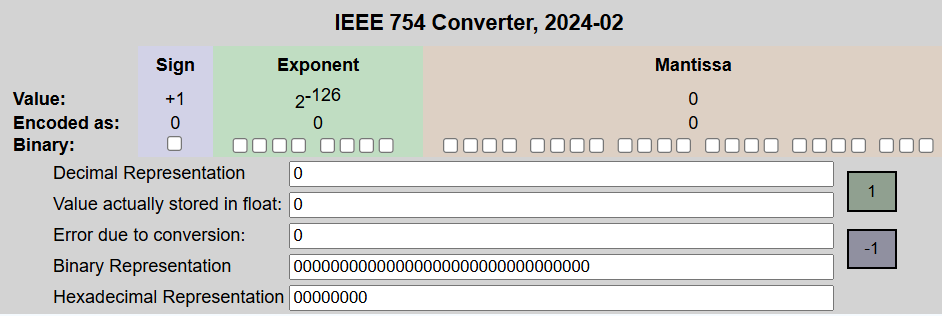 IEEE 754 Converter, 2024-02
Sign Exponent Mantissa
Value: +1 2-126 0
Encoded as: 0 0 0
Binary:
Decimal Representation 0
1
Value actually stored in float: 0
Error due to conversion: 0
-1
Binary Representation 00000000000000000000000000000000
Hexadecimal Representation 00000000